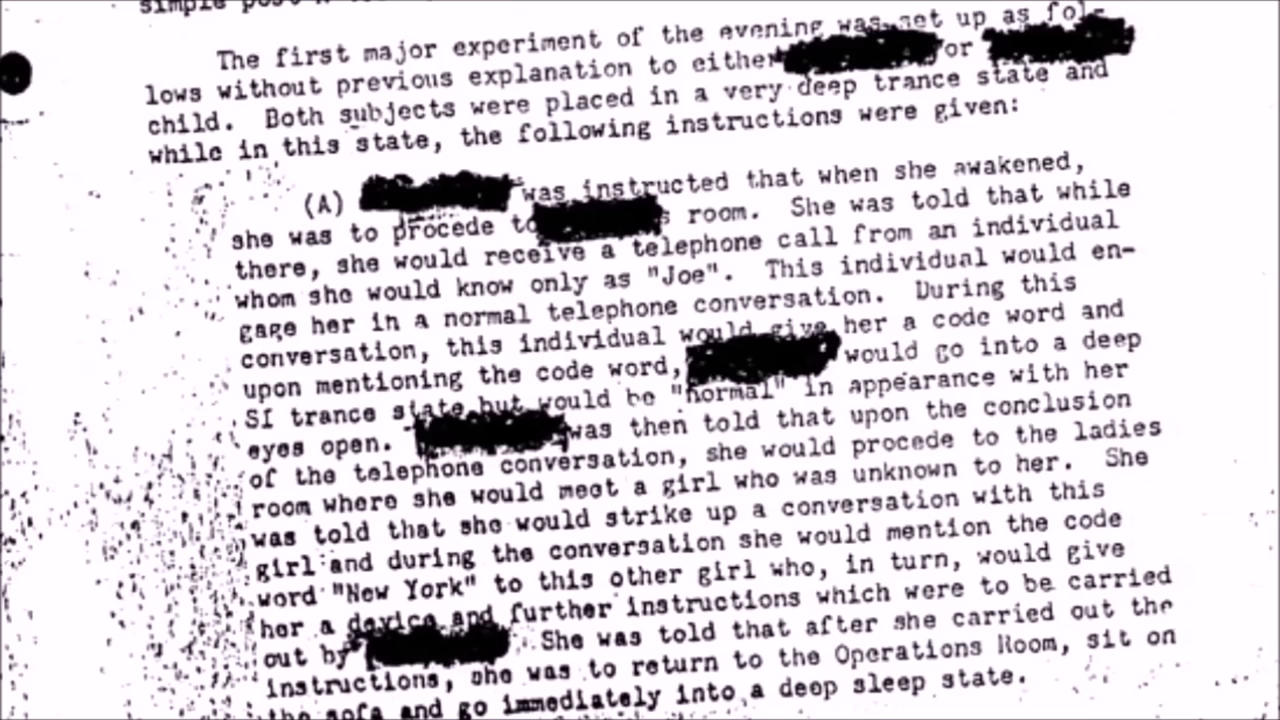 simple post
The first major experiment of the evening was set up as fol-
lows without previous explanation to either or
child. Both subjects were placed in a very deep trance state and
while in this state, the following instructions were given:
(A) was instructed that when she awakened,
she was to procede to s room. She was told that while
there, she would receive a telephone call from an individual
whom she would know only as "Joe". This individual would en-
gage her in a normal telephone conversation. During this
conversation, this individual would give her a code word and
upon mentioning the code word, would go into a deep
SI trance state but would be "normal" in appearance with her
eyes open. was then told that upon the conclusion
of the telephone conversation, she would procede to the ladies
room where she would meet a girl who was unknown to her. She
was told that she would strike up a conversation with this
girl and during the conversation she would mention the code
word "New York" to this other girl who, in turn, would give
her a device and further instructions which were to be carried
out by . She was told that after she carried out the
instructions, she was to return to the Operations Room, sit on
the sofa and go immediately into a deep sleep state.